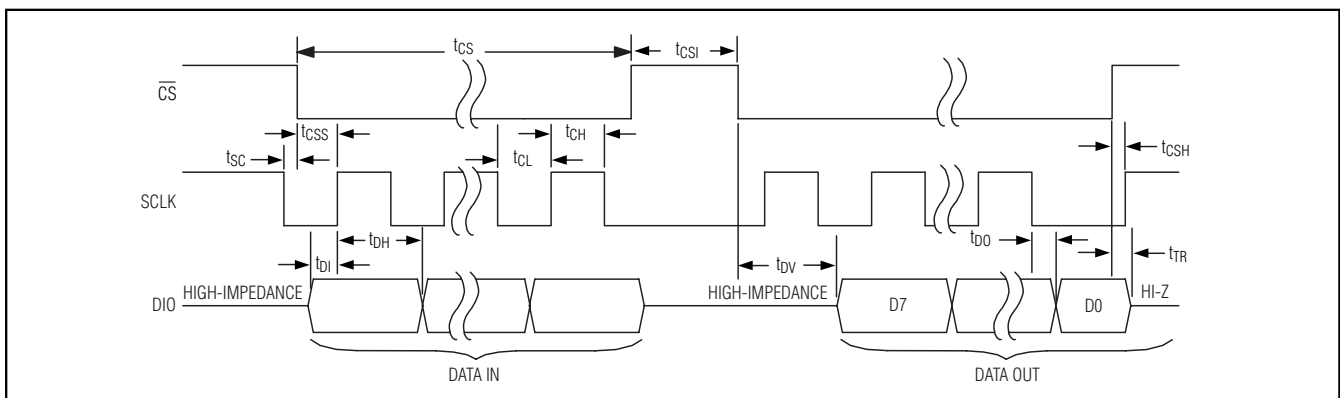 tCS
tCSI
CS
tCSS
tCH
tSC
tCL
tCSH
SCLK
tDH
tDO
tDI
tDV
tTR
DIO
HIGH-IMPEDANCE
HIGH-IMPEDANCE
D7
D0
HI-Z
DATA IN
DATA OUT